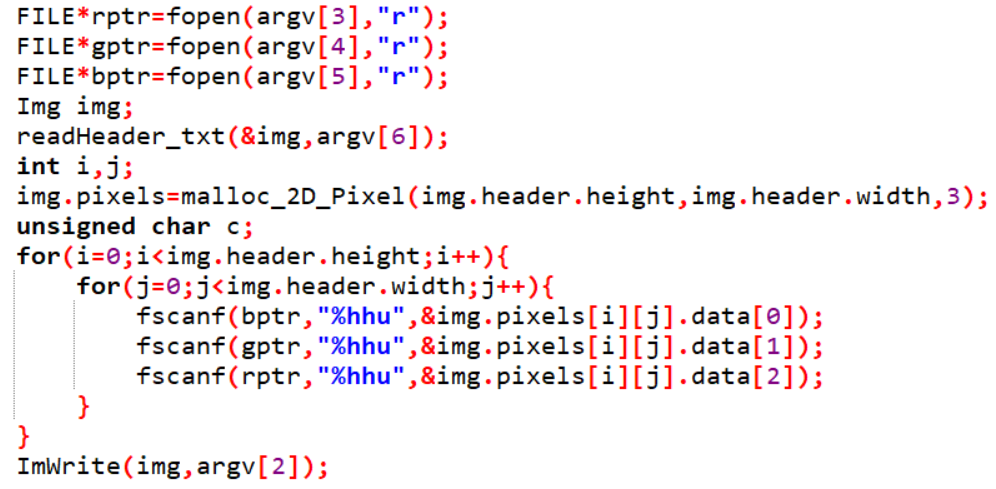 FILE*rptr=fopen(argv[3],"r");
FILE*gptr=fopen(argv[4],"r");
FILE*bptr=fopen(argv[5],"r");
Img img;
readHeader_txt(&img,argv[6]);
int i,j;
img.pixels=malloc_2D_Pixel(img.header.height,img.header.width,3);
unsigned char c;
for(i=0;i<img.header.height;i++){
    for(j=0;j<img.header.width;j++){
        fscanf(bptr,"%hhu",&img.pixels[i][j].data[0]);
        fscanf(gptr,"%hhu",&img.pixels[i][j].data[1]);
        fscanf(rptr,"%hhu",&img.pixels[i][j].data[2]);
    }
}
ImWrite(img,argv[2]);